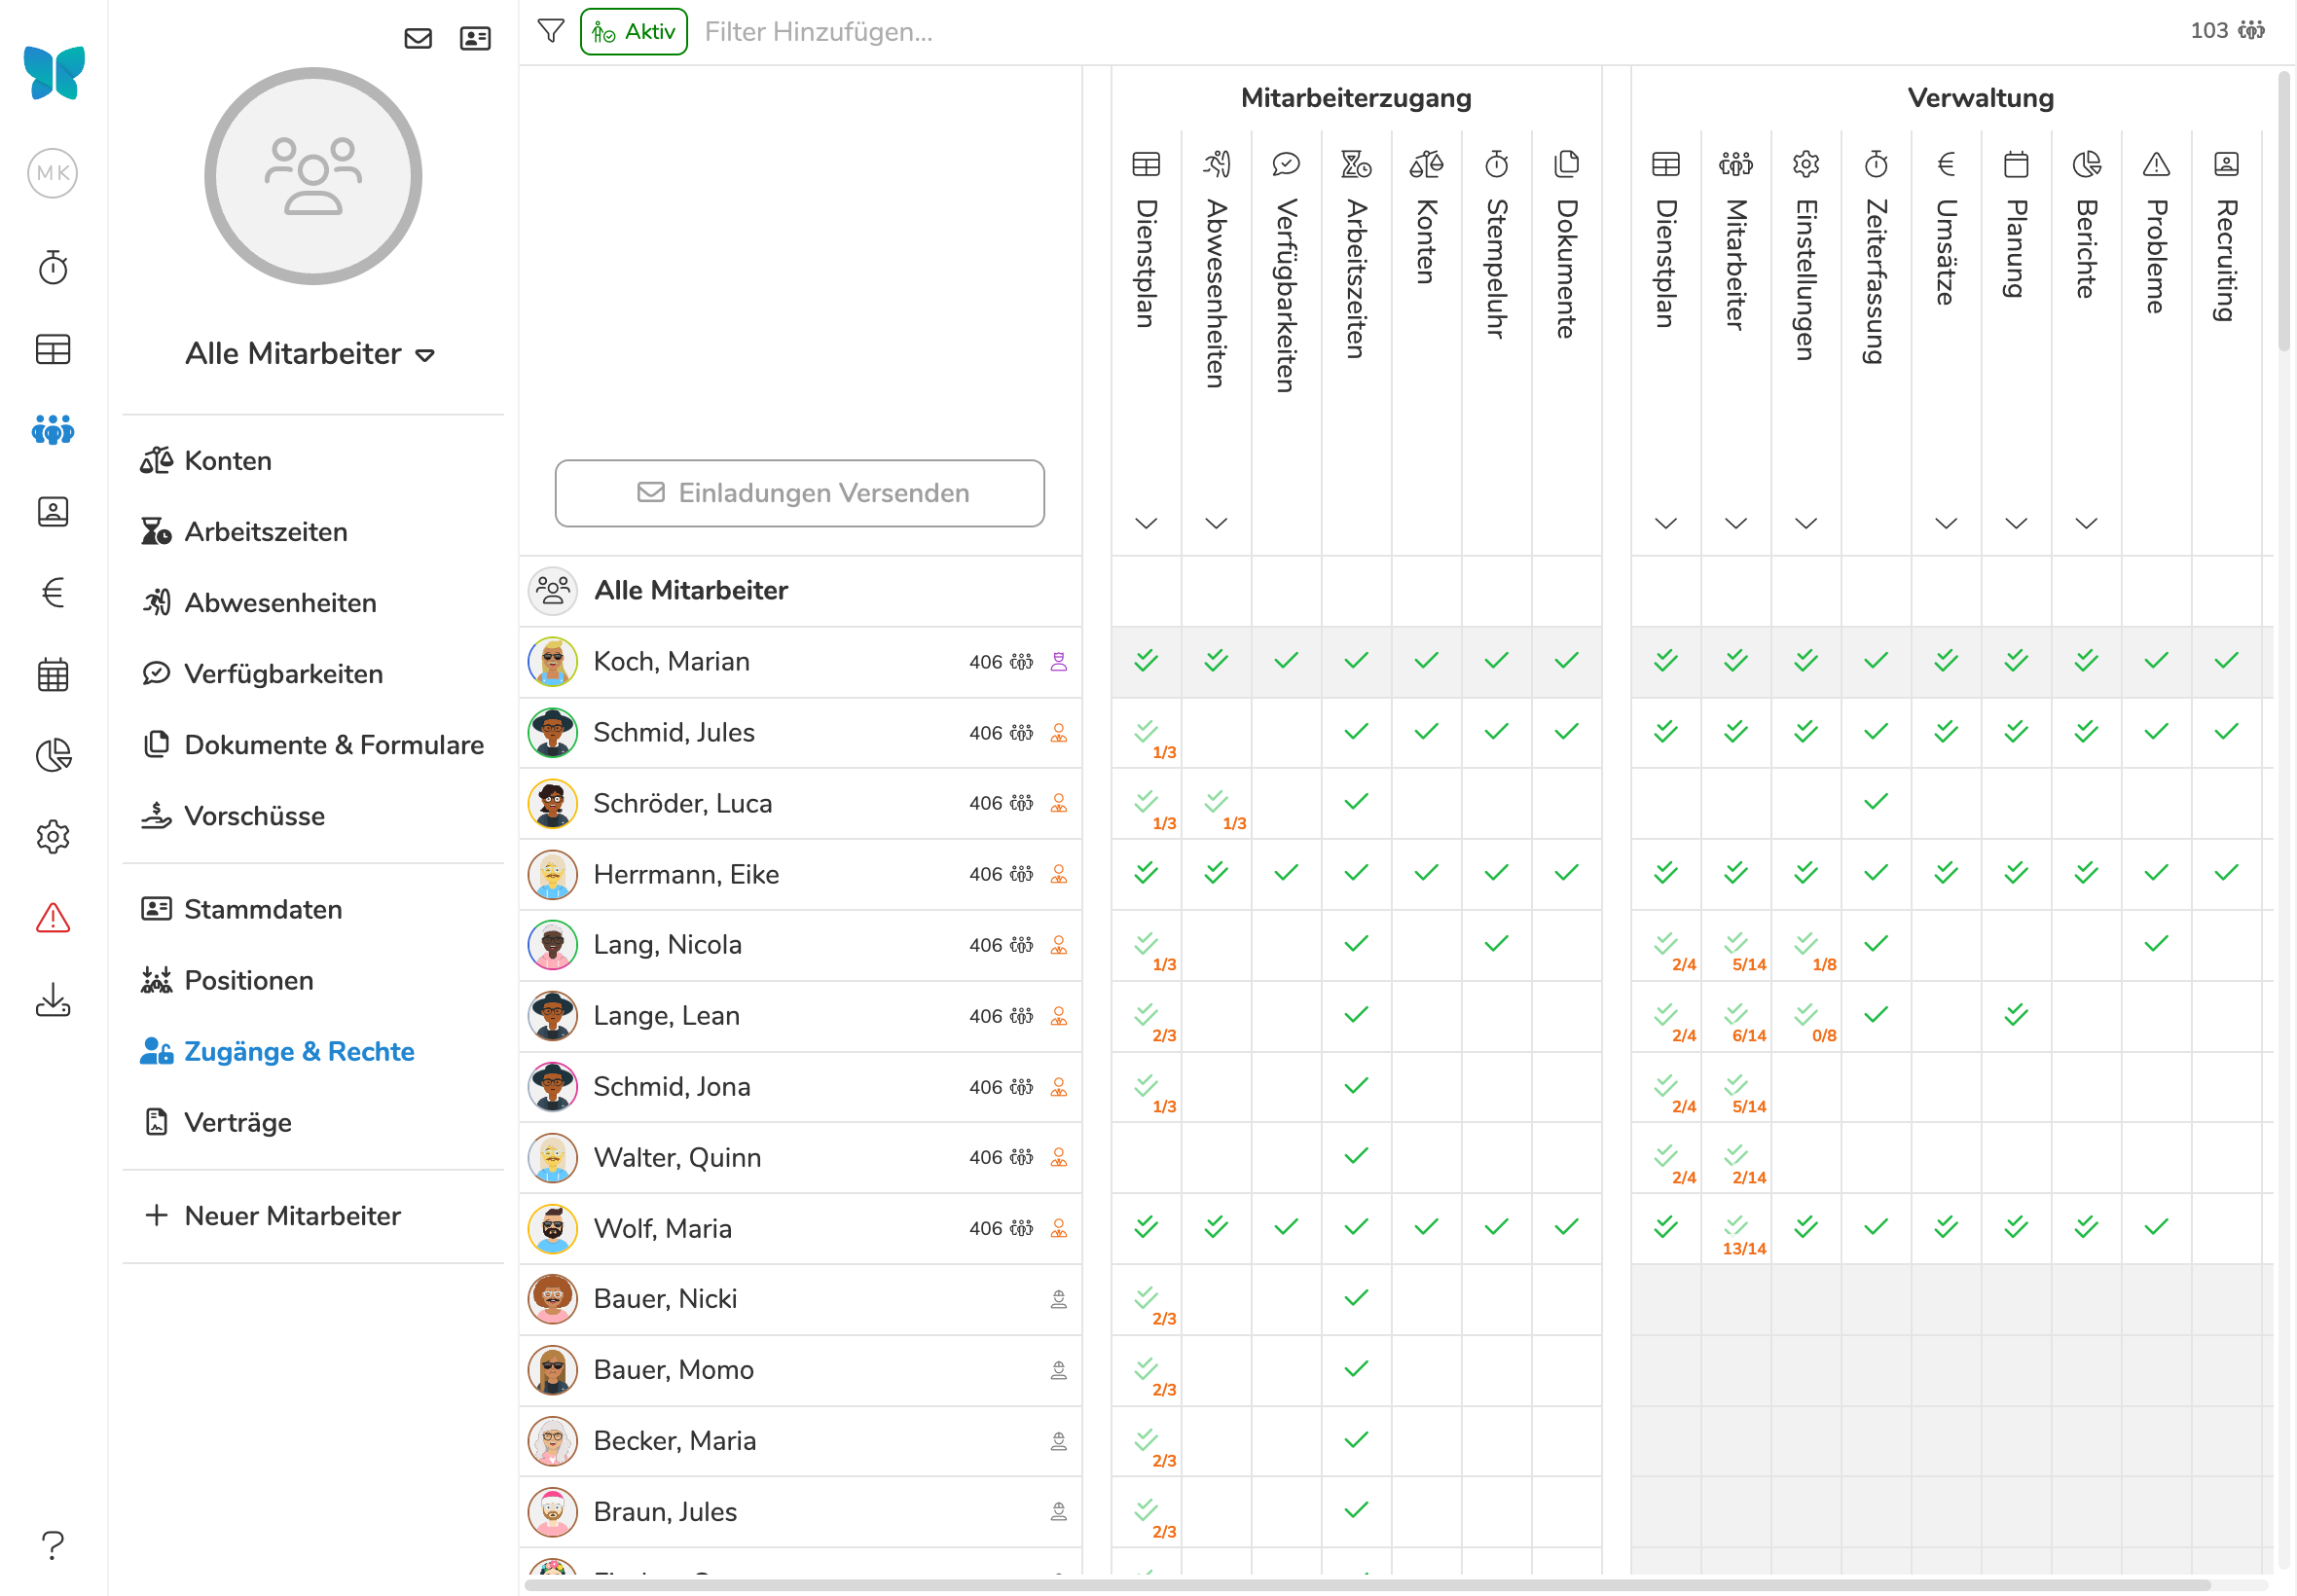 Aktiv
Filter Hinzufügen...
103
MK
Alle Mitarbeiter
Konten
Arbeitszeiten
Abwesenheiten
Verfügbarkeiten
Dokumente & Formulare
Vorschüsse
Stammdaten
Positionen
Zugänge & Rechte
Verträge
Neuer Mitarbeiter
?
Mitarbeiterzugang
Verwaltung
Dienstplan
Abwesenheiten
Verfügbarkeiten
Arbeitszeiten
Konten
Stempeluhr
Dokumente
Dienstplan
Mitarbeiter
Einstellungen
Zeiterfassung
Umsätze
Planung
Berichte
Probleme
Recruiting
Einladungen Versenden
Alle Mitarbeiter
Koch, Marian 406
Schmid, Jules 406 1/3
Schröder, Luca 406 1/3 1/3
Herrmann, Eike 406
Lang, Nicola 406 1/3 2/4 5/14 1/8
Lange, Lean 406 2/3 2/4 6/14 0/8
Schmid, Jona 406 1/3 2/4 5/14
Walter, Quinn 406 2/4 2/14
Wolf, Maria 406 13/14
Bauer, Nicki 2/3
Bauer, Momo 2/3
Becker, Maria 2/3
Braun, Jules 2/3